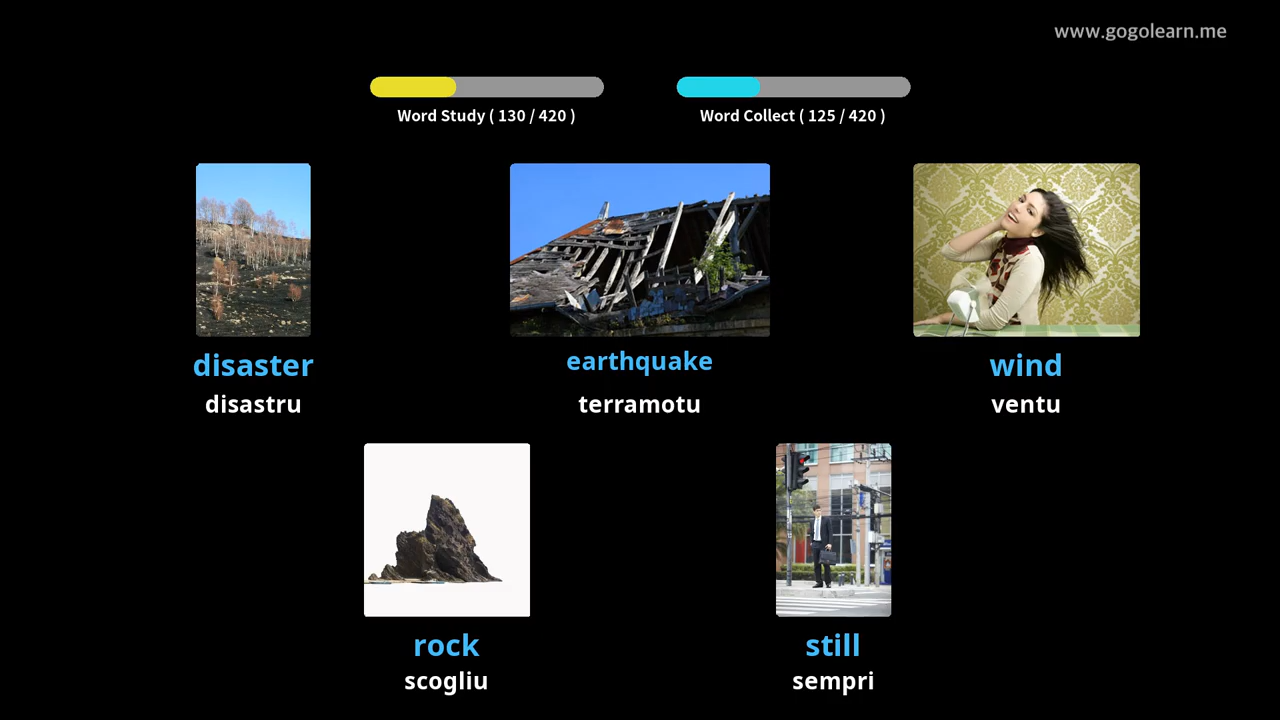 www.gogolearn.me
Word Study ( 130 / 420 )
Word Collect ( 125 / 420 )
disaster
disastru
earthquake
terramotu
wind
ventu
rock
scogliu
still
sempri